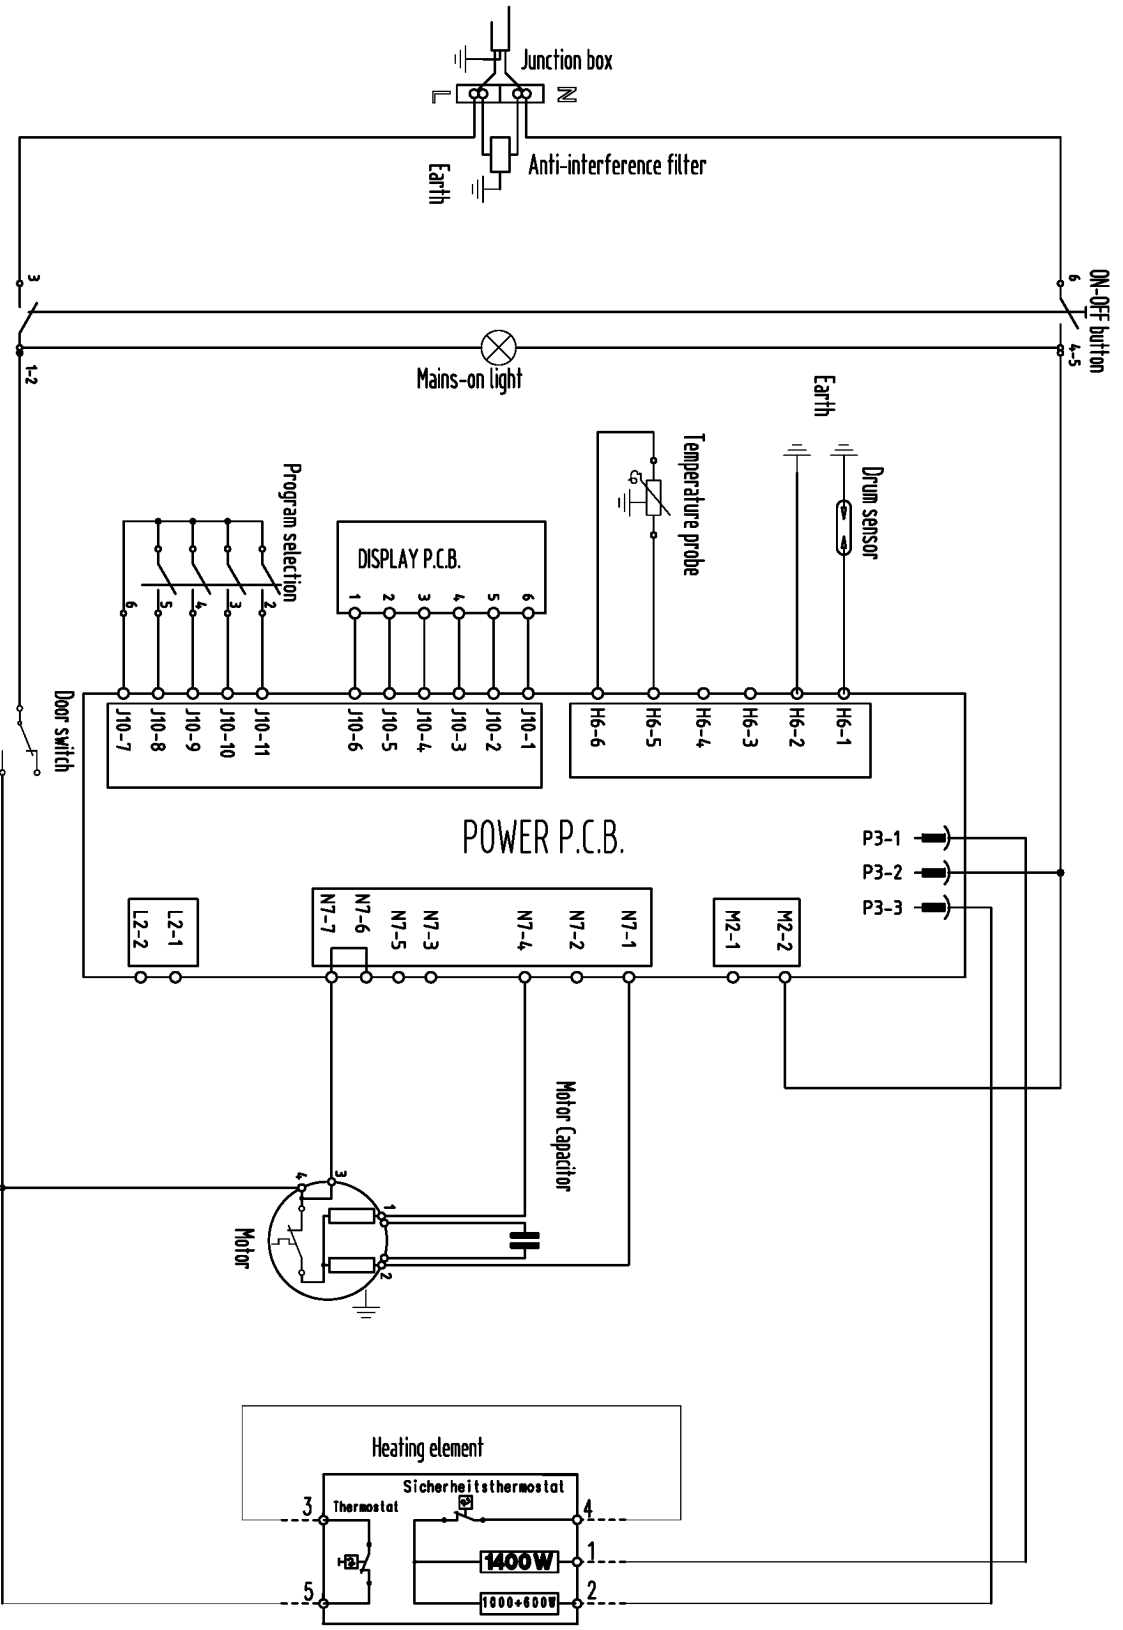 Junction box
L
N
Anti-interference filter
Earth
3
6
ON-OFF button
1-2
4-5
Mains-on light
Earth
Drum sensor
Temperature probe
Program selection
DISPLAY P.C.B.
1 2 3 4 5 6
6 5 4 3 2
Door switch
J10-7 J10-8 J10-9 J10-10 J10-11
J10-6 J10-5 J10-4 J10-3 J10-2 J10-1
H6-6 H6-5 H6-4 H6-3 H6-2 H6-1
POWER P.C.B.
P3-1
P3-2
P3-3
L2-2 L2-1
N7-7 N7-6 N7-5 N7-3 N7-4 N7-2 N7-1
M2-1 M2-2
Motor Capacitor
4
3
1
2
Motor
Heating element
Sicherheitsthermostat
3
Thermostat
4
1400W
1
5
1000+600W
2